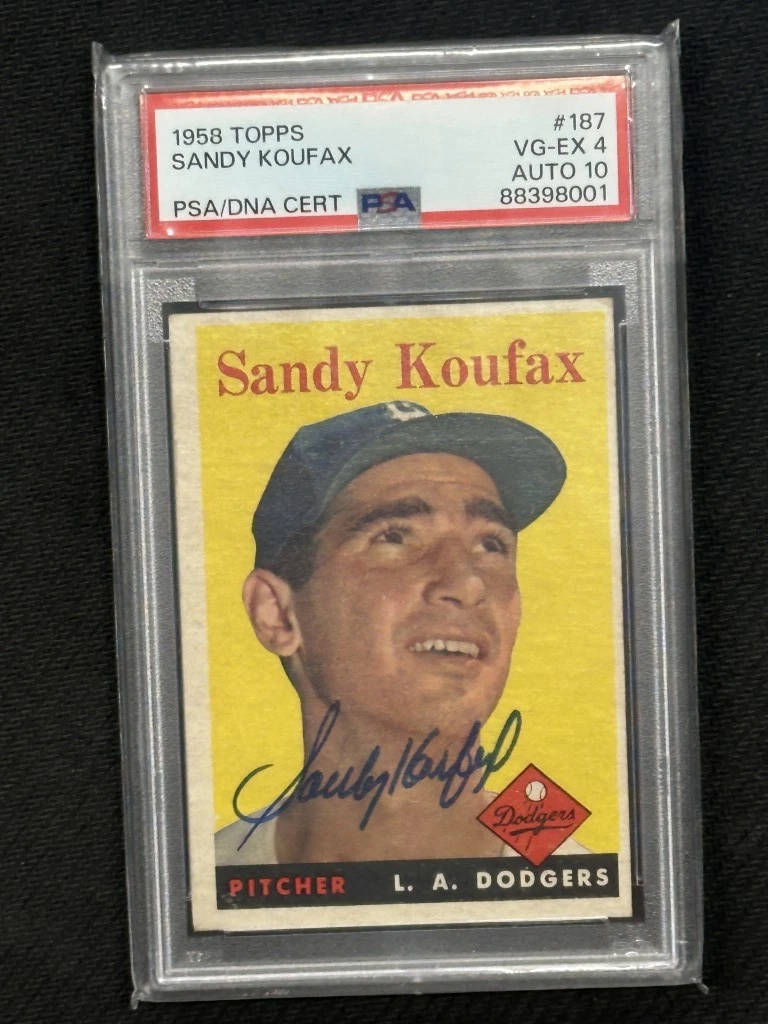 1958 TOPPS #187
SANDY KOUFAX VG-EX 4
AUTO 10
PSA/DNA CERT PSA 88398001
Sandy Koufax
B
Sandy Koufax
Dodgers
PITCHER L. A. DODGERS